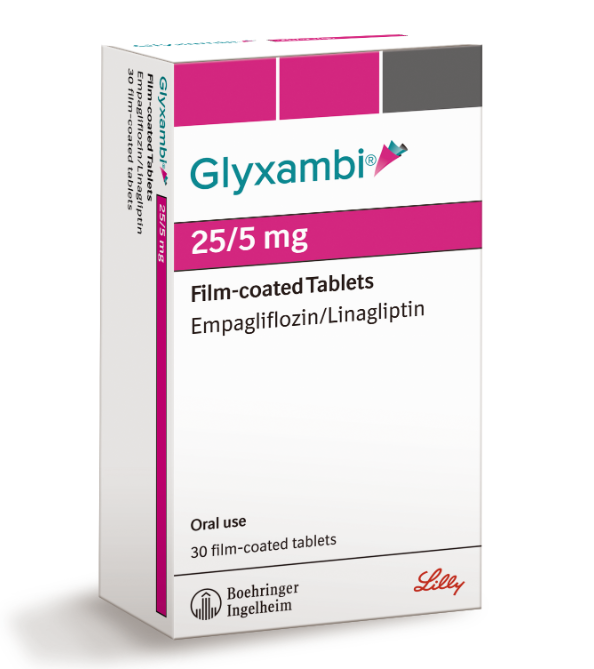 Glyxambi®
25/5 mg
Film-coated Tablets
Empagliflozin/Linagliptin
Oral use
30 film-coated tablets
Boehringer
Ingelheim
Lilly
Glyxambi® 25/5 mg
Film-coated Tablets
Empagliflozin/Linagliptin
30 film-coated tablets